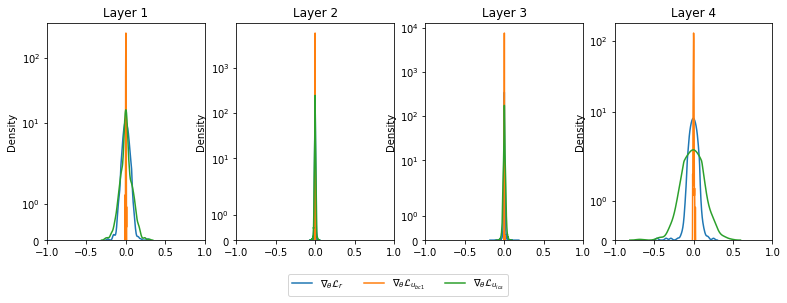 Layer 1 Layer 2 Layer 3 Layer 4
Density 10² 10¹ 10⁰ 0
Density 10³ 10² 10¹ 10⁰ 0
Density 10⁴ 10³ 10² 10¹ 10⁰ 0
Density 10² 10¹ 10⁰ 0
−1.0 −0.5 0.0 0.5 1.0 −1.0 −0.5 0.0 0.5 1.0 −1.0 −0.5 0.0 0.5 1.0 −1.0 −0.5 0.0 0.5 1.0
∇θℒr ∇θℒu_bc1 ∇θℒu_ics